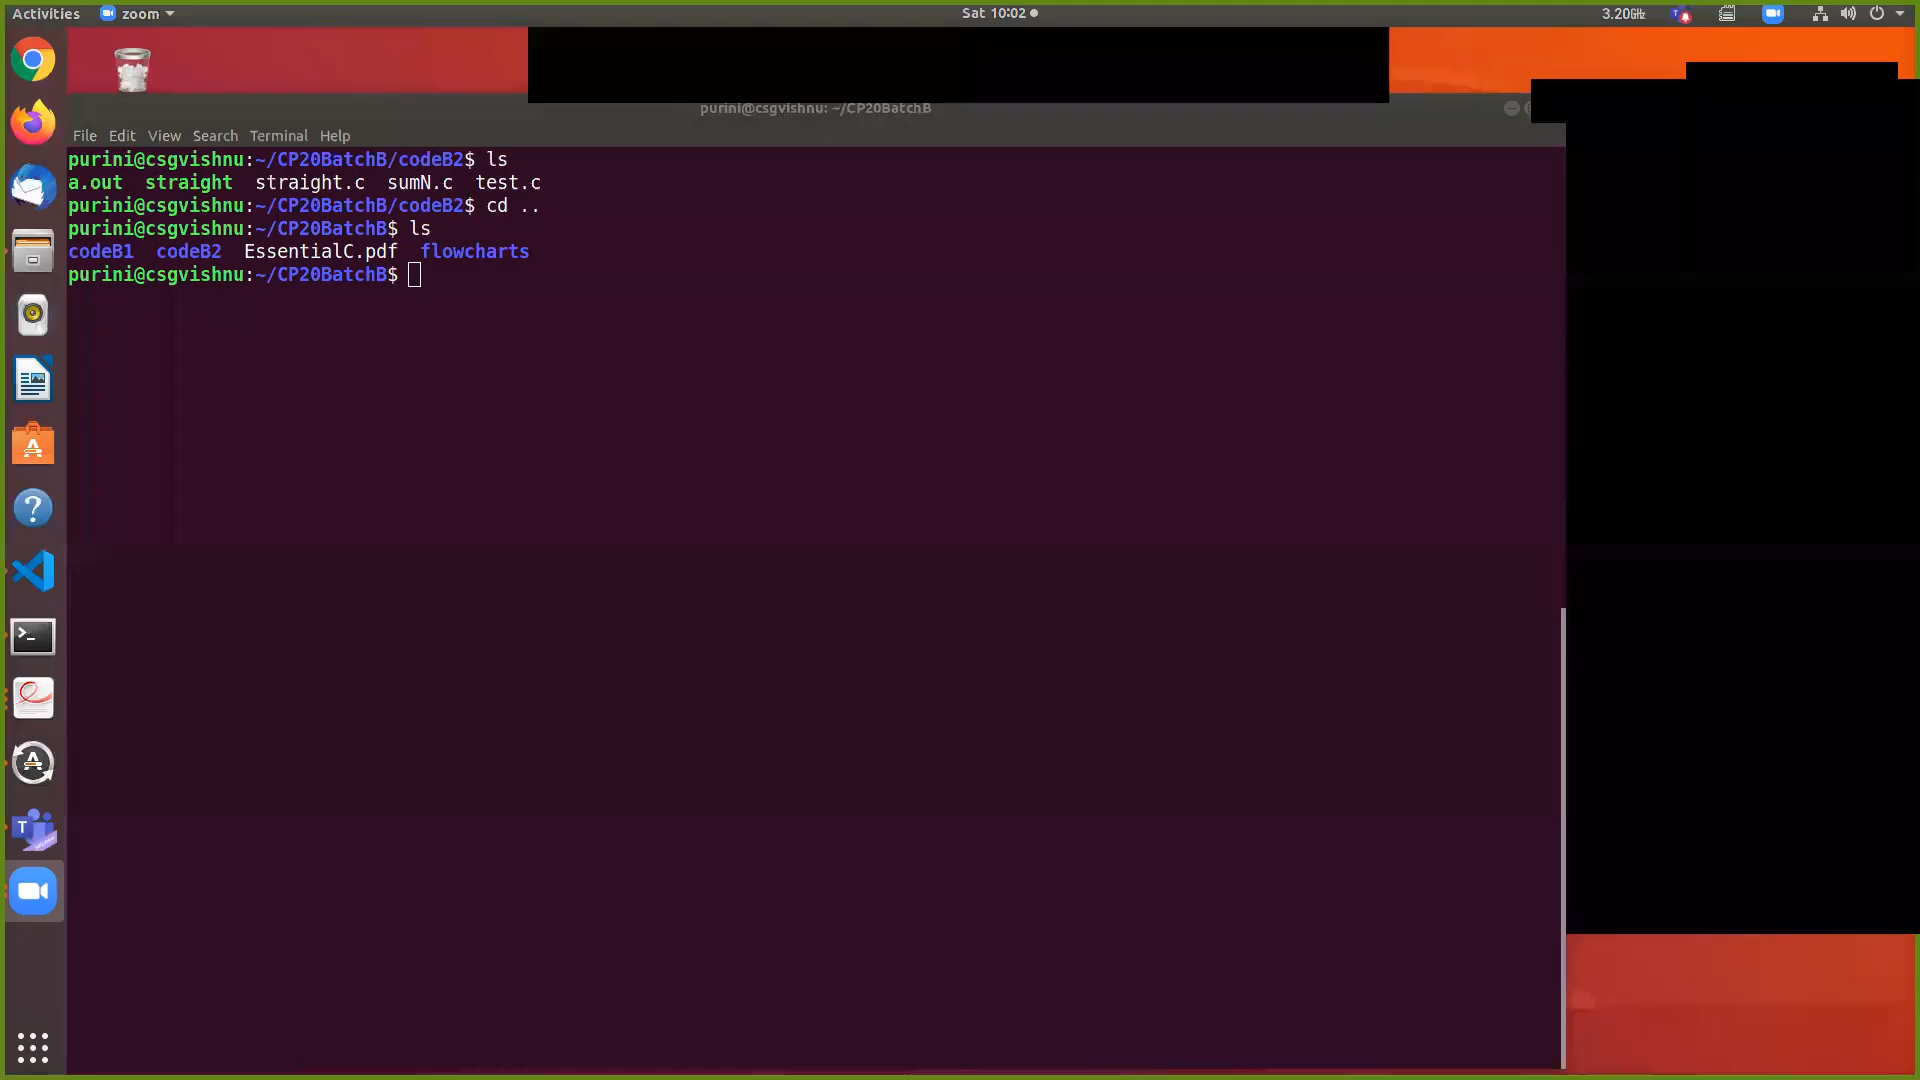 Activities zoom Sat 10:02 3.20GHz
purini@csgvishnu: ~/CP20BatchB
File Edit View Search Terminal Help
purini@csgvishnu:~/CP20BatchB/codeB2$ ls
a.out straight straight.c sumN.c test.c
purini@csgvishnu:~/CP20BatchB/codeB2$ cd ..
purini@csgvishnu:~/CP20BatchB$ ls
codeB1 codeB2 EssentialC.pdf flowcharts
purini@csgvishnu:~/CP20BatchB$